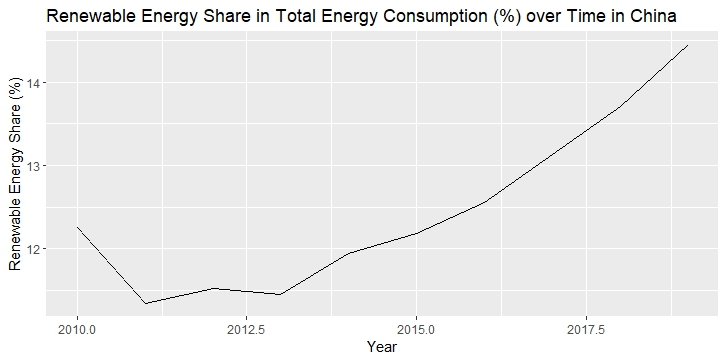 Renewable Energy Share in Total Energy Consumption (%) over Time in China
Renewable Energy Share (%)
14
13
12
2010.0 2012.5 2015.0 2017.5
Year